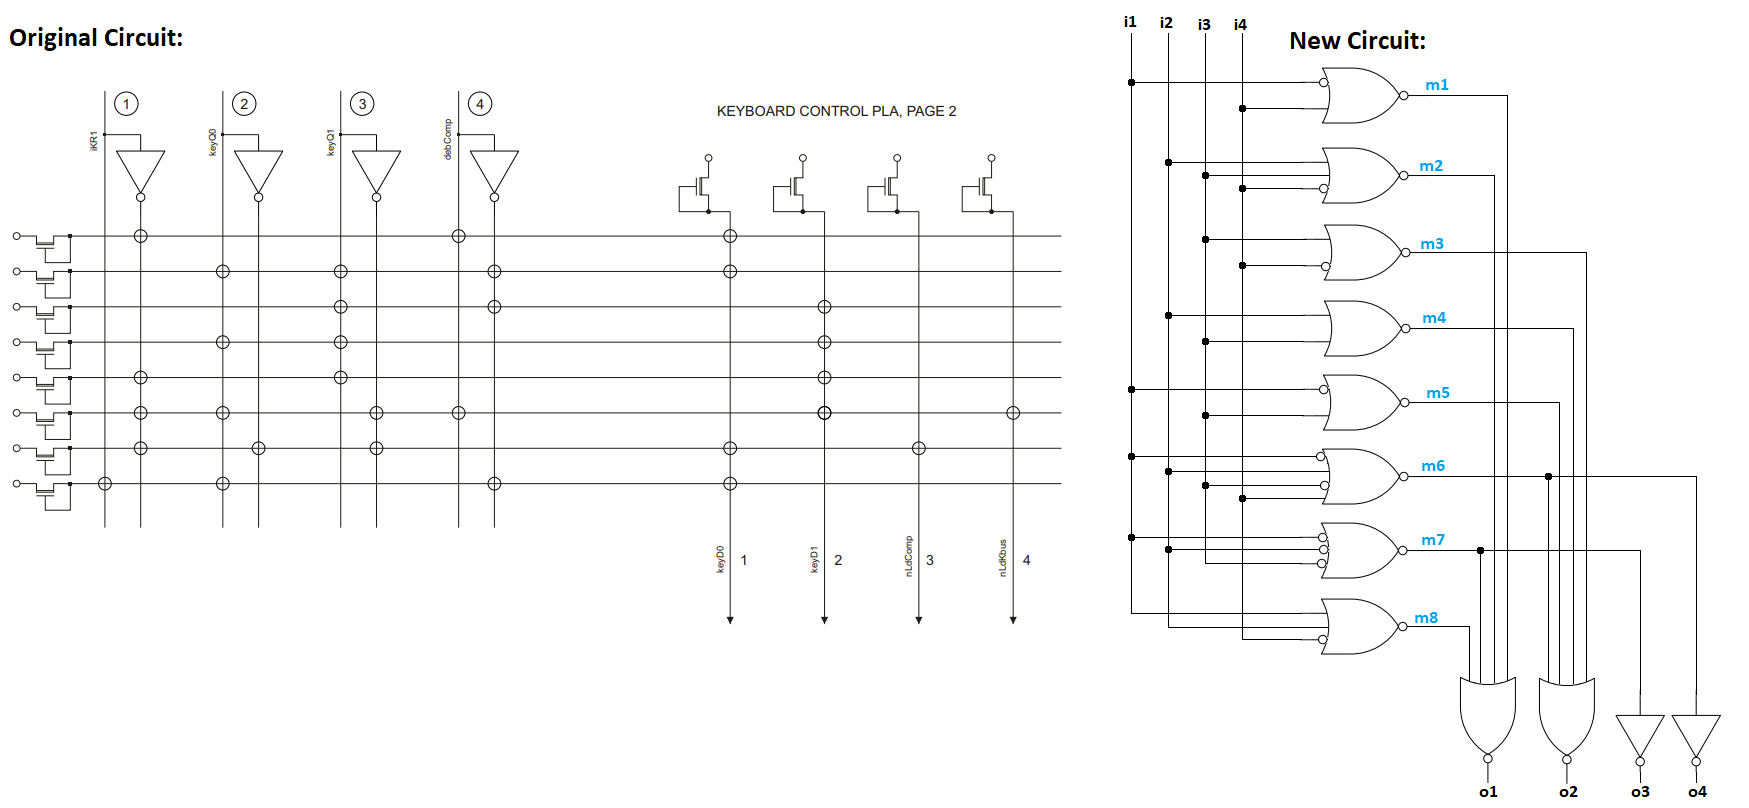 Original Circuit:
1
2
3
4
iKR1
keyQ0
keyQ1
debComp
KEYBOARD CONTROL PLA, PAGE 2
keyD0
1
keyD1
2
nLdComp
3
nLdKbus
4
i1
i2
i3
i4
New Circuit:
m1
m2
m3
m4
m5
m6
m7
m8
o1
o2
o3
o4